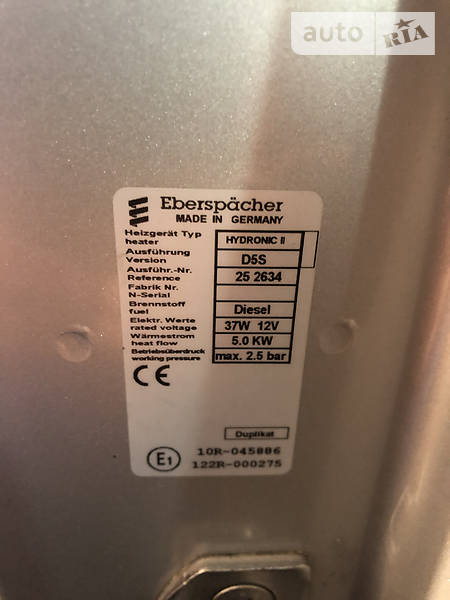 auto RIA
Eberspächer
MADE IN GERMANY
Heizgerät Typ
heater
HYDRONIC II
Ausführung
Version
D5S
Ausführ.-Nr.
Reference
25 2634
Fabrik Nr.
N-Serial
Brennstoff
fuel
Diesel
Elektr. Werte
rated voltage
37W 12V
Wärmestrom
heat flow
5.0 KW
Betriebsüberdruck
working pressure
max. 2.5 bar
CE
Duplikat
E1
10R-045886
122R-000275